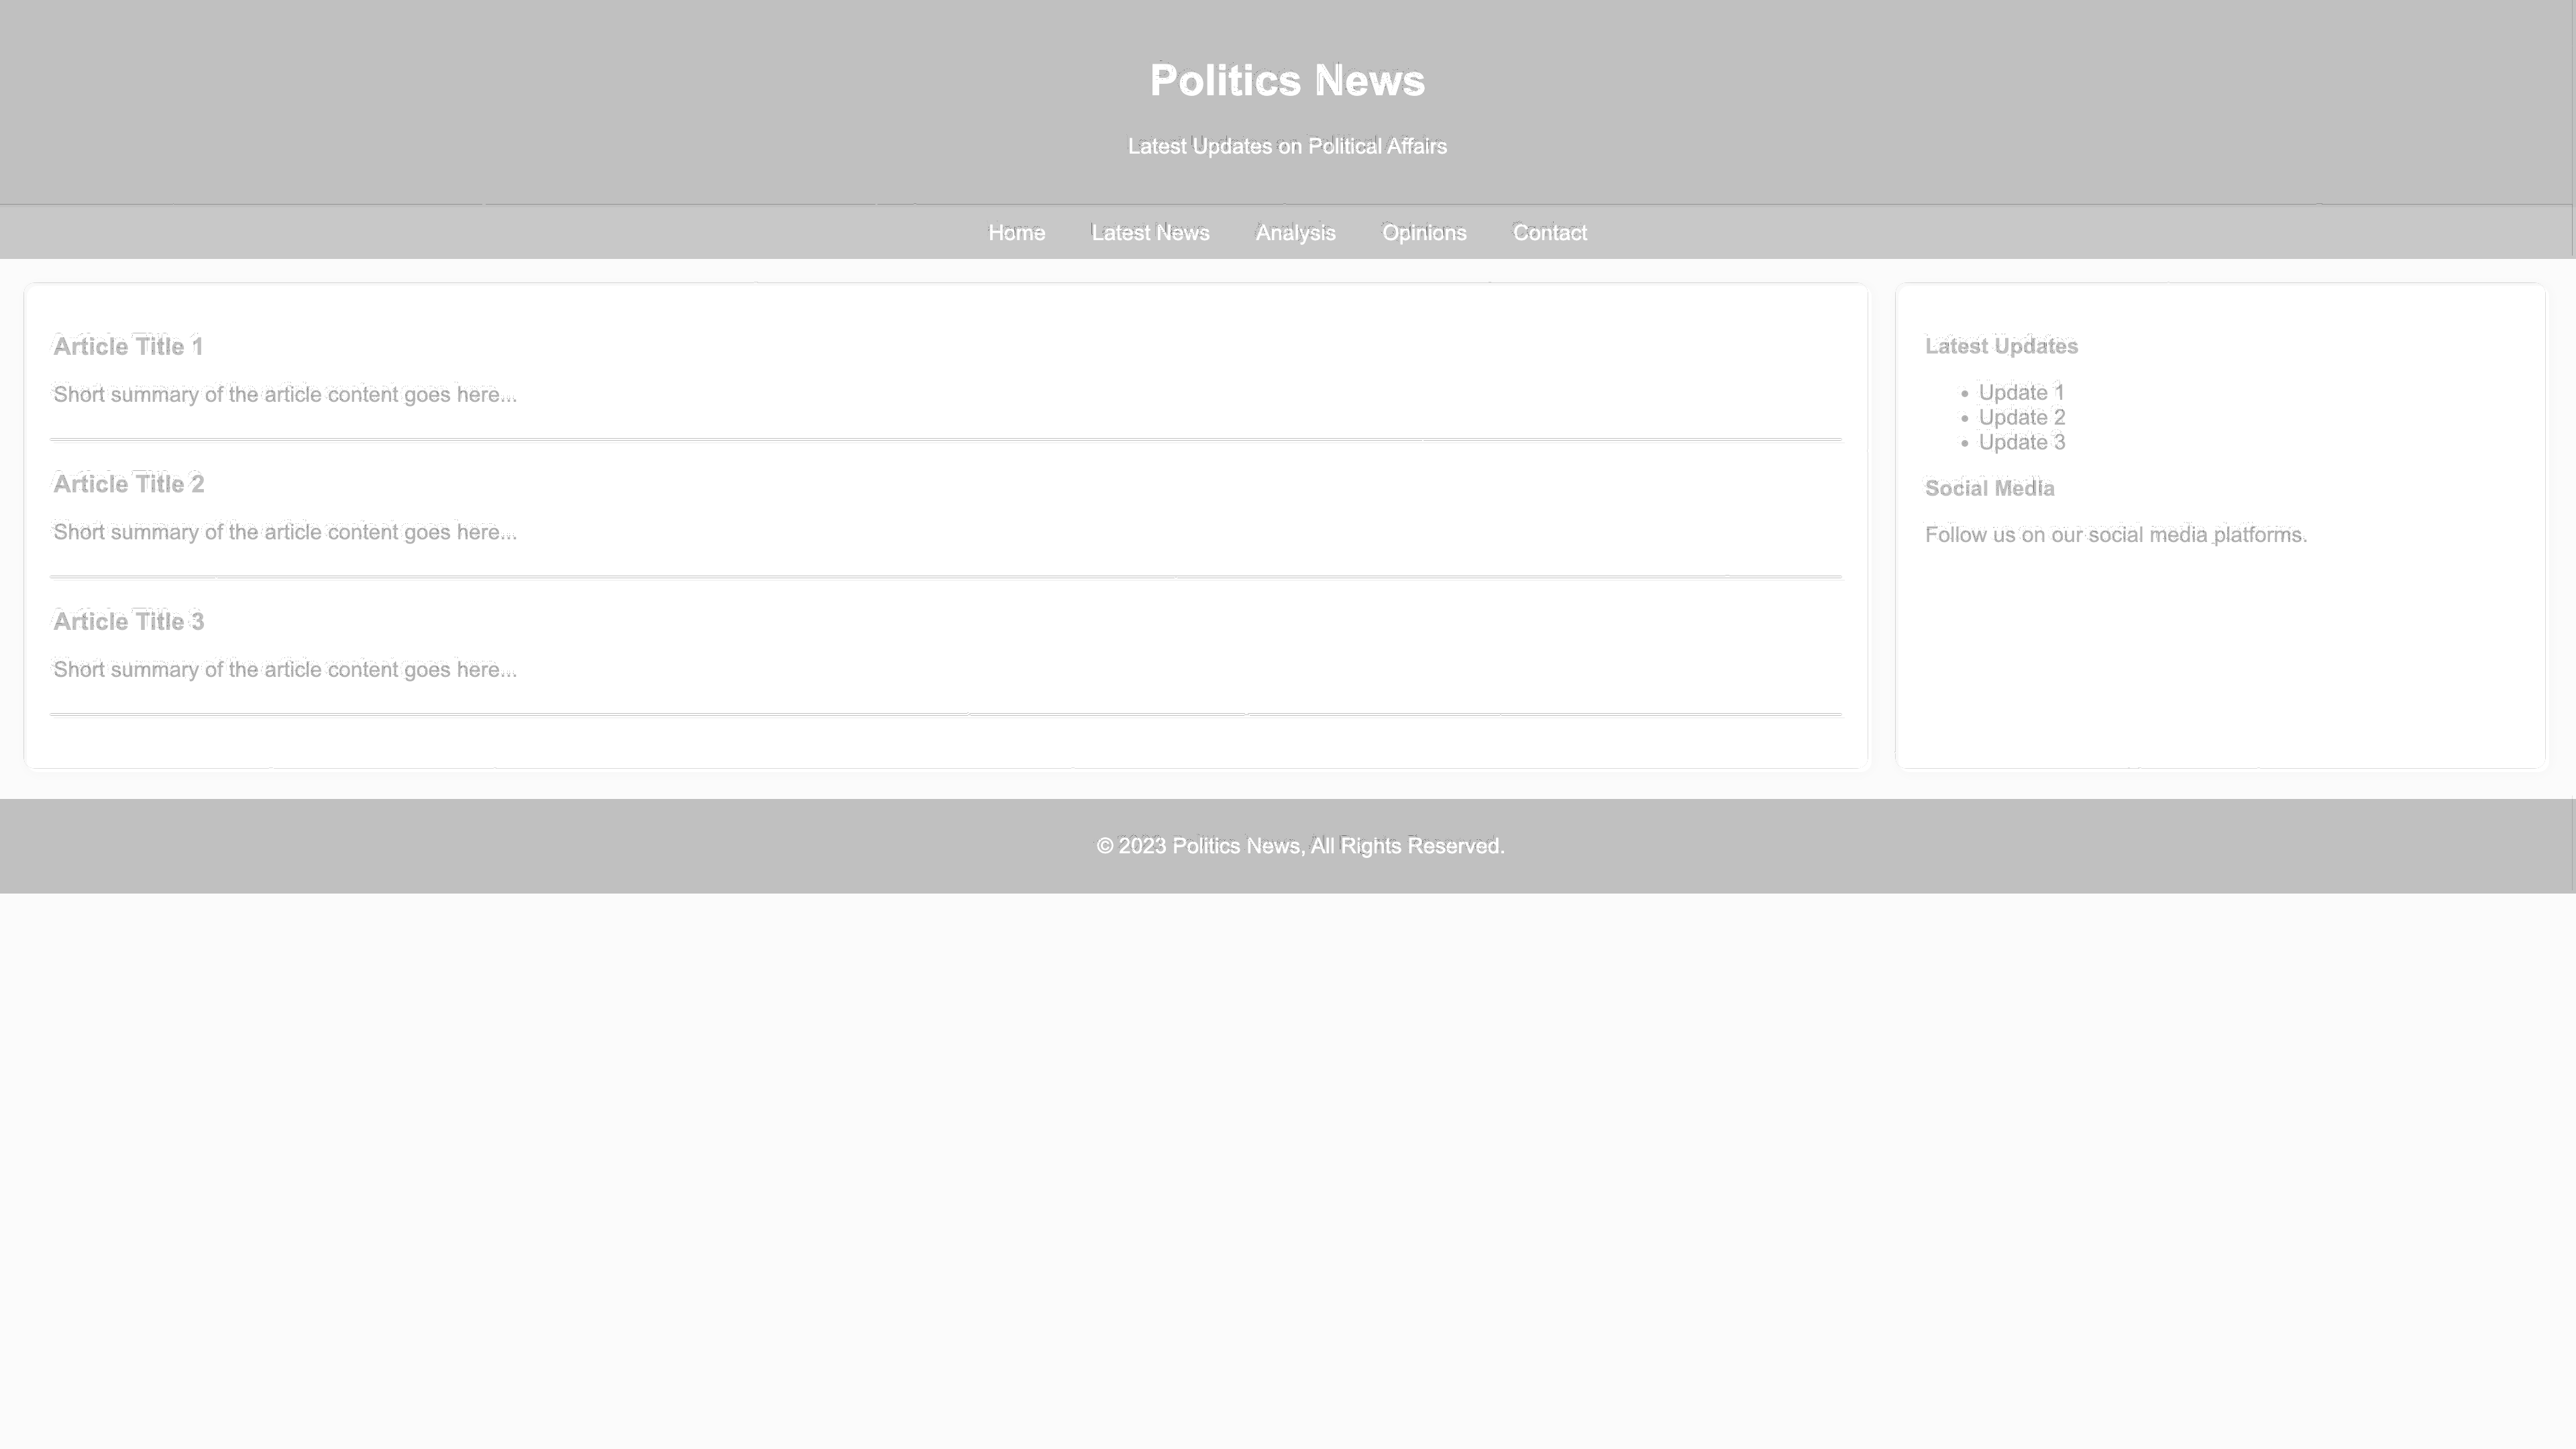 Politics News
Latest Updates on Political Affairs
Home Latest News Analysis Opinions Contact
Article Title 1
Short summary of the article content goes here...
Article Title 2
Short summary of the article content goes here...
Article Title 3
Short summary of the article content goes here...
Latest Updates
• Update 1
• Update 2
• Update 3
Social Media
Follow us on our social media platforms.
© 2023 Politics News, All Rights Reserved.